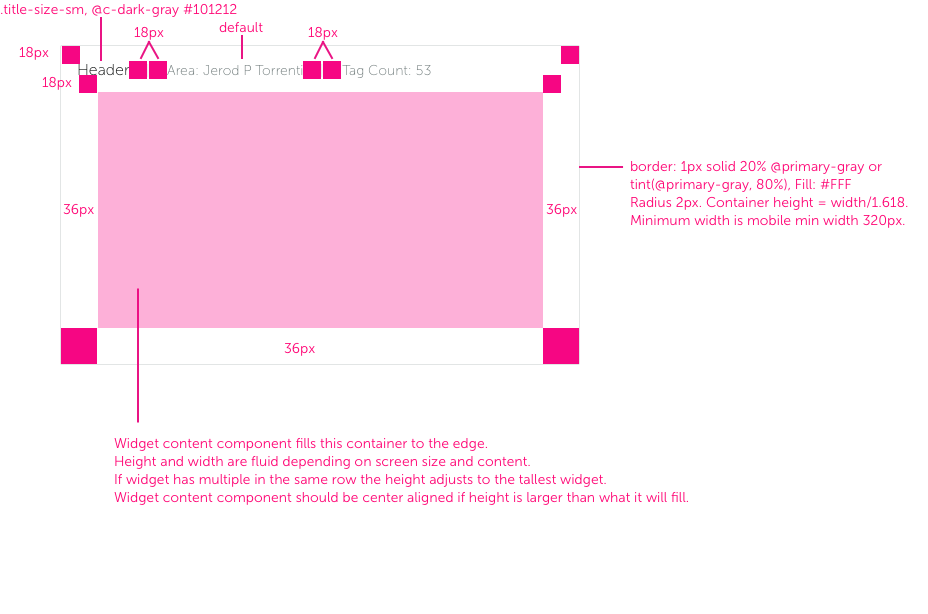 .title-size-sm, @c-dark-gray #101212
default
18px
18px
18px
Header
Area: Jerod P Torrenti
Tag Count: 53
18px
36px
36px
border: 1px solid 20% @primary-gray or
tint(@primary-gray, 80%), Fill: #FFF
Radius 2px. Container height = width/1.618.
Minimum width is mobile min width 320px.
36px
Widget content component fills this container to the edge.
Height and width are fluid depending on screen size and content.
If widget has multiple in the same row the height adjusts to the tallest widget.
Widget content component should be center aligned if height is larger than what it will fill.